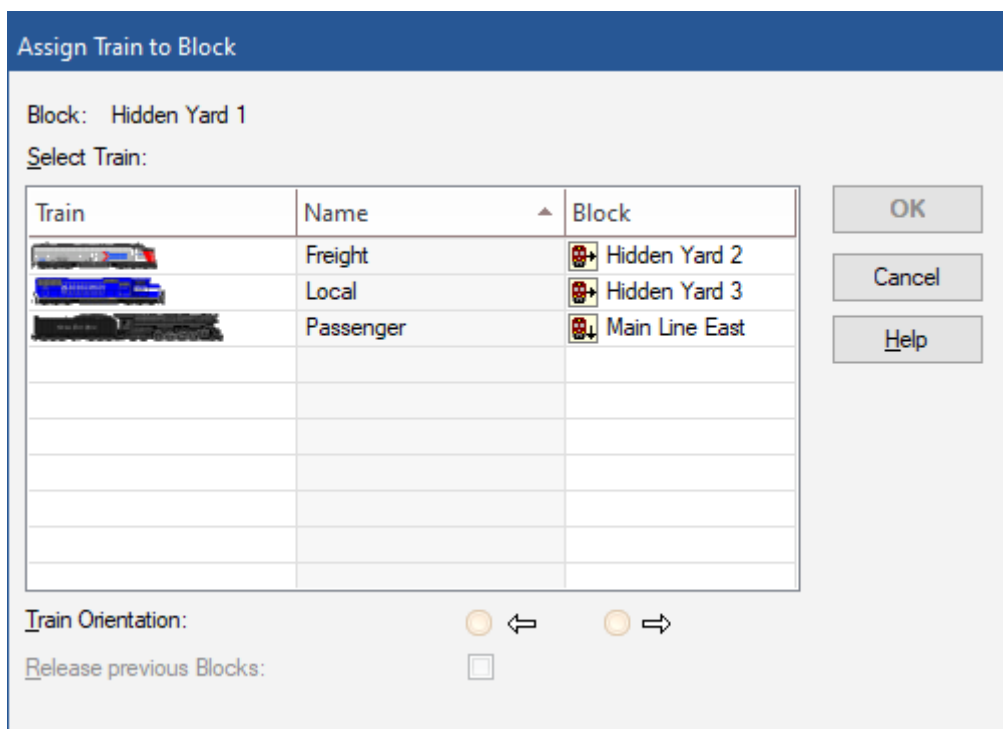 Assign Train to Block
Block: Hidden Yard 1
Select Train:
Train Name Block
Freight Hidden Yard 2
Local Hidden Yard 3
Passenger Main Line East
OK
Cancel
Help
Train Orientation:
Release previous Blocks: